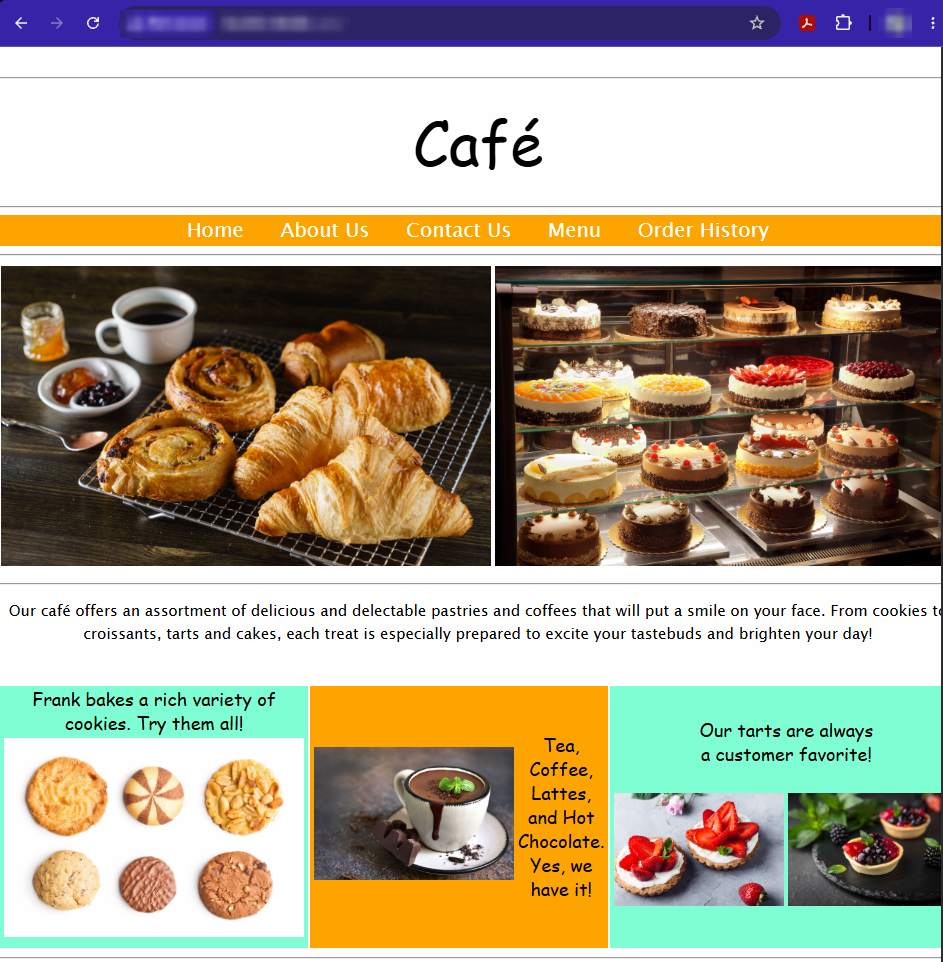 Café
Home About Us Contact Us Menu Order History
Our café offers an assortment of delicious and delectable pastries and coffees that will put a smile on your face. From cookies to
croissants, tarts and cakes, each treat is especially prepared to excite your tastebuds and brighten your day!
Frank bakes a rich variety of
cookies. Try them all!
Tea,
Coffee,
Lattes,
and Hot
Chocolate.
Yes, we
have it!
Our tarts are always
a customer favorite!